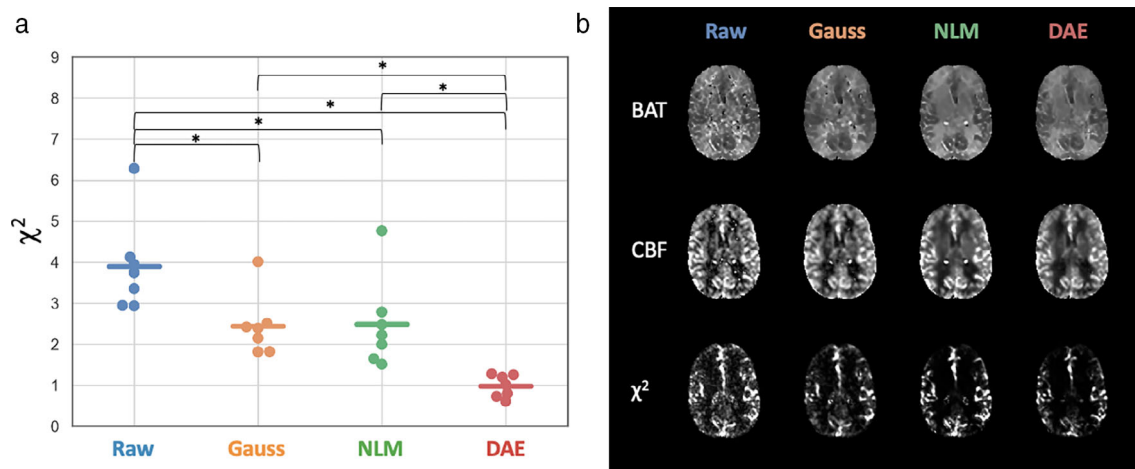 a
9
8
7
6
5
4
3
2
1
0
χ²
*
*
*
*
*
Raw Gauss NLM DAE
b
Raw Gauss NLM DAE
BAT
CBF
χ²